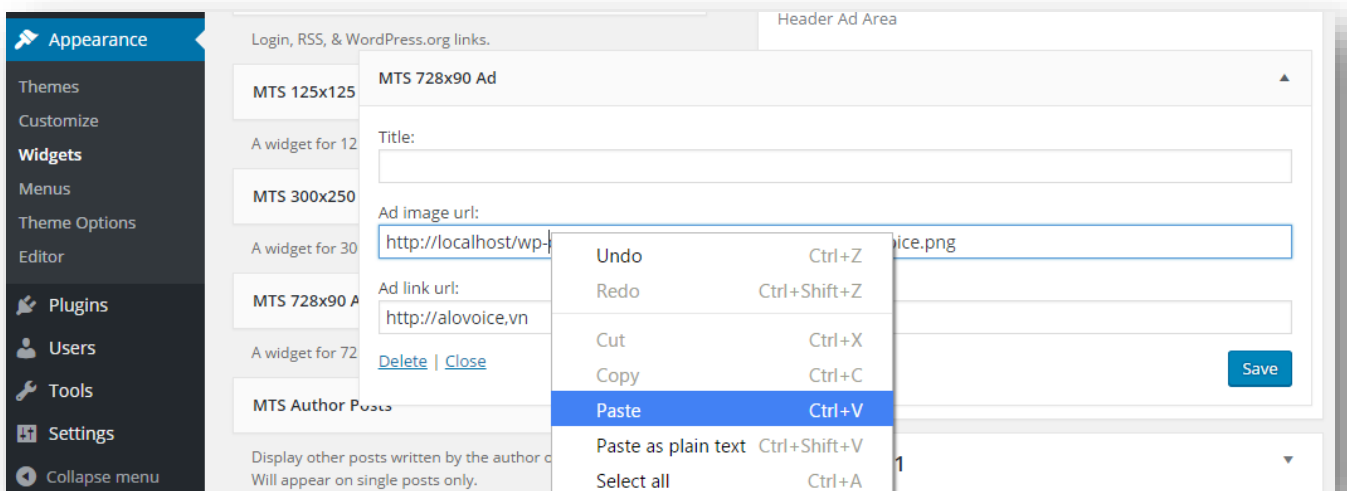 Appearance
Themes
Customize
Widgets
Menus
Theme Options
Editor
Plugins
Users
Tools
Settings
Collapse menu
Login, RSS, & WordPress.org links.
MTS 125x125
A widget for 12
MTS 300x250
A widget for 30
MTS 728x90 A
A widget for 72
MTS Author Posts
Display other posts written by the author
Will appear on single posts only.
Header Ad Area
MTS 728x90 Ad
Title:
Ad image url:
http://localhost/wp- ice.png
Ad link url:
http://alovoice,vn
Delete | Close
Save
Undo Ctrl+Z
Redo Ctrl+Shift+Z
Cut Ctrl+X
Copy Ctrl+C
Paste Ctrl+V
Paste as plain text Ctrl+Shift+V
Select all Ctrl+A
1